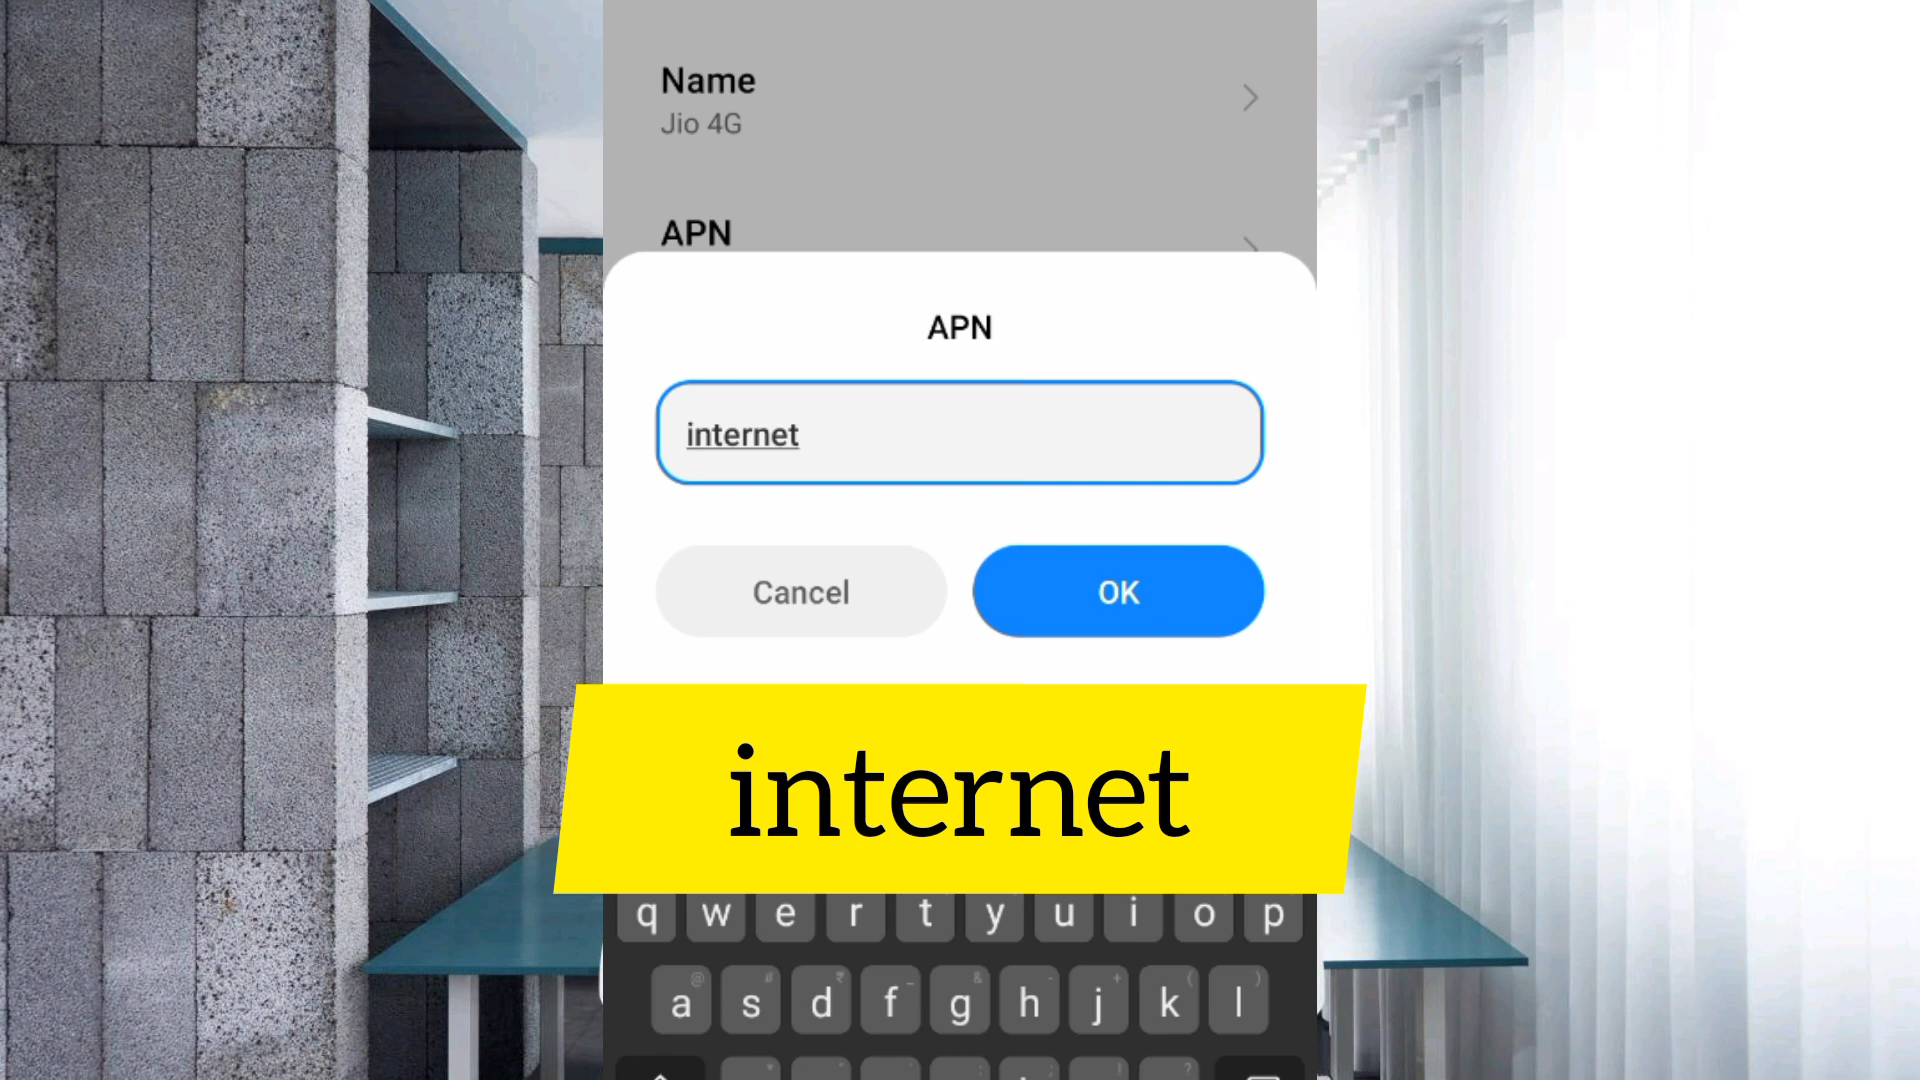 Name
Jio 4G
APN
APN
internet
Cancel
OK
internet
q w e r t y u i o p
@ # ₹ _ & - + ( )
a s d f g h j k l